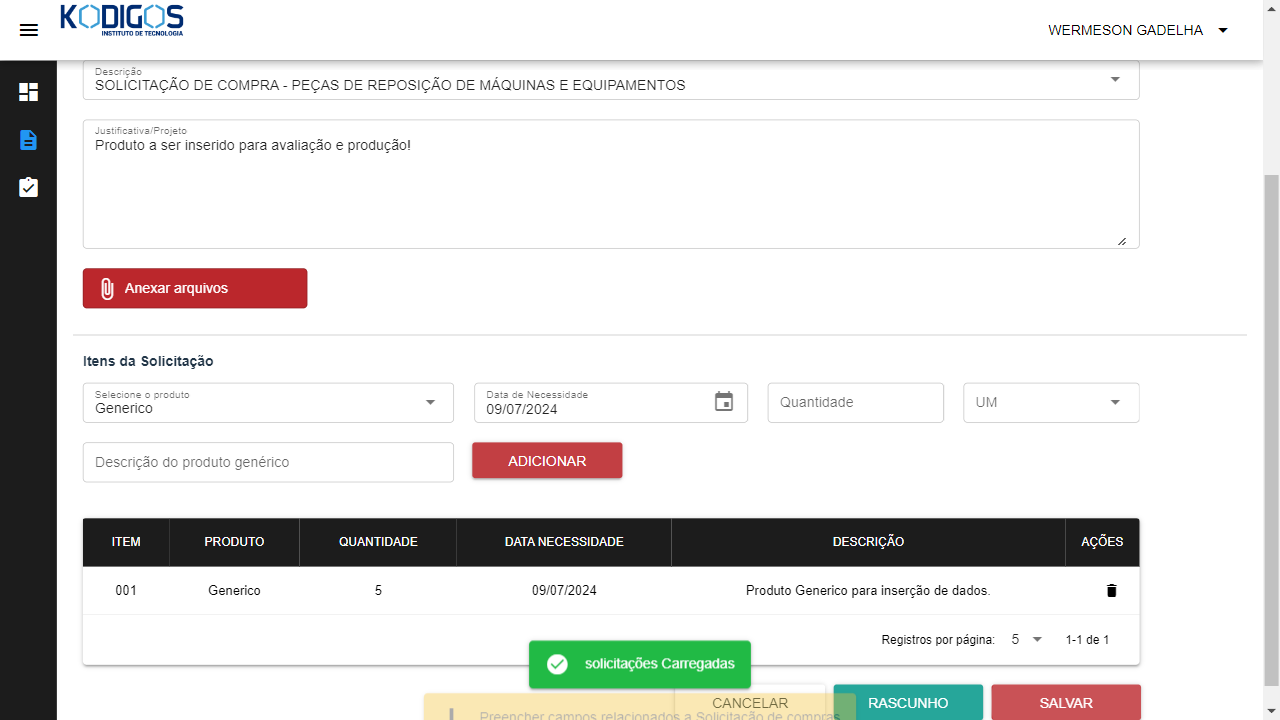 KODIGOS
INSTITUTO DE TECNOLOGIA
WERMESON GADELHA
Descrição
SOLICITAÇÃO DE COMPRA - PEÇAS DE REPOSIÇÃO DE MÁQUINAS E EQUIPAMENTOS
Justificativa/Projeto
Produto a ser inserido para avaliação e produção!
Anexar arquivos
Itens da Solicitação
Selecione o produto
Generico
Data de Necessidade
09/07/2024
Quantidade
UM
Descrição do produto genérico
ADICIONAR
ITEM PRODUTO QUANTIDADE DATA NECESSIDADE DESCRIÇÃO AÇÕES
001 Generico 5 09/07/2024 Produto Generico para inserção de dados.
Registros por página: 5 1-1 de 1
solicitações Carregadas
CANCELAR RASCUNHO SALVAR
Preencher campos relacionados a Solicitação de compras